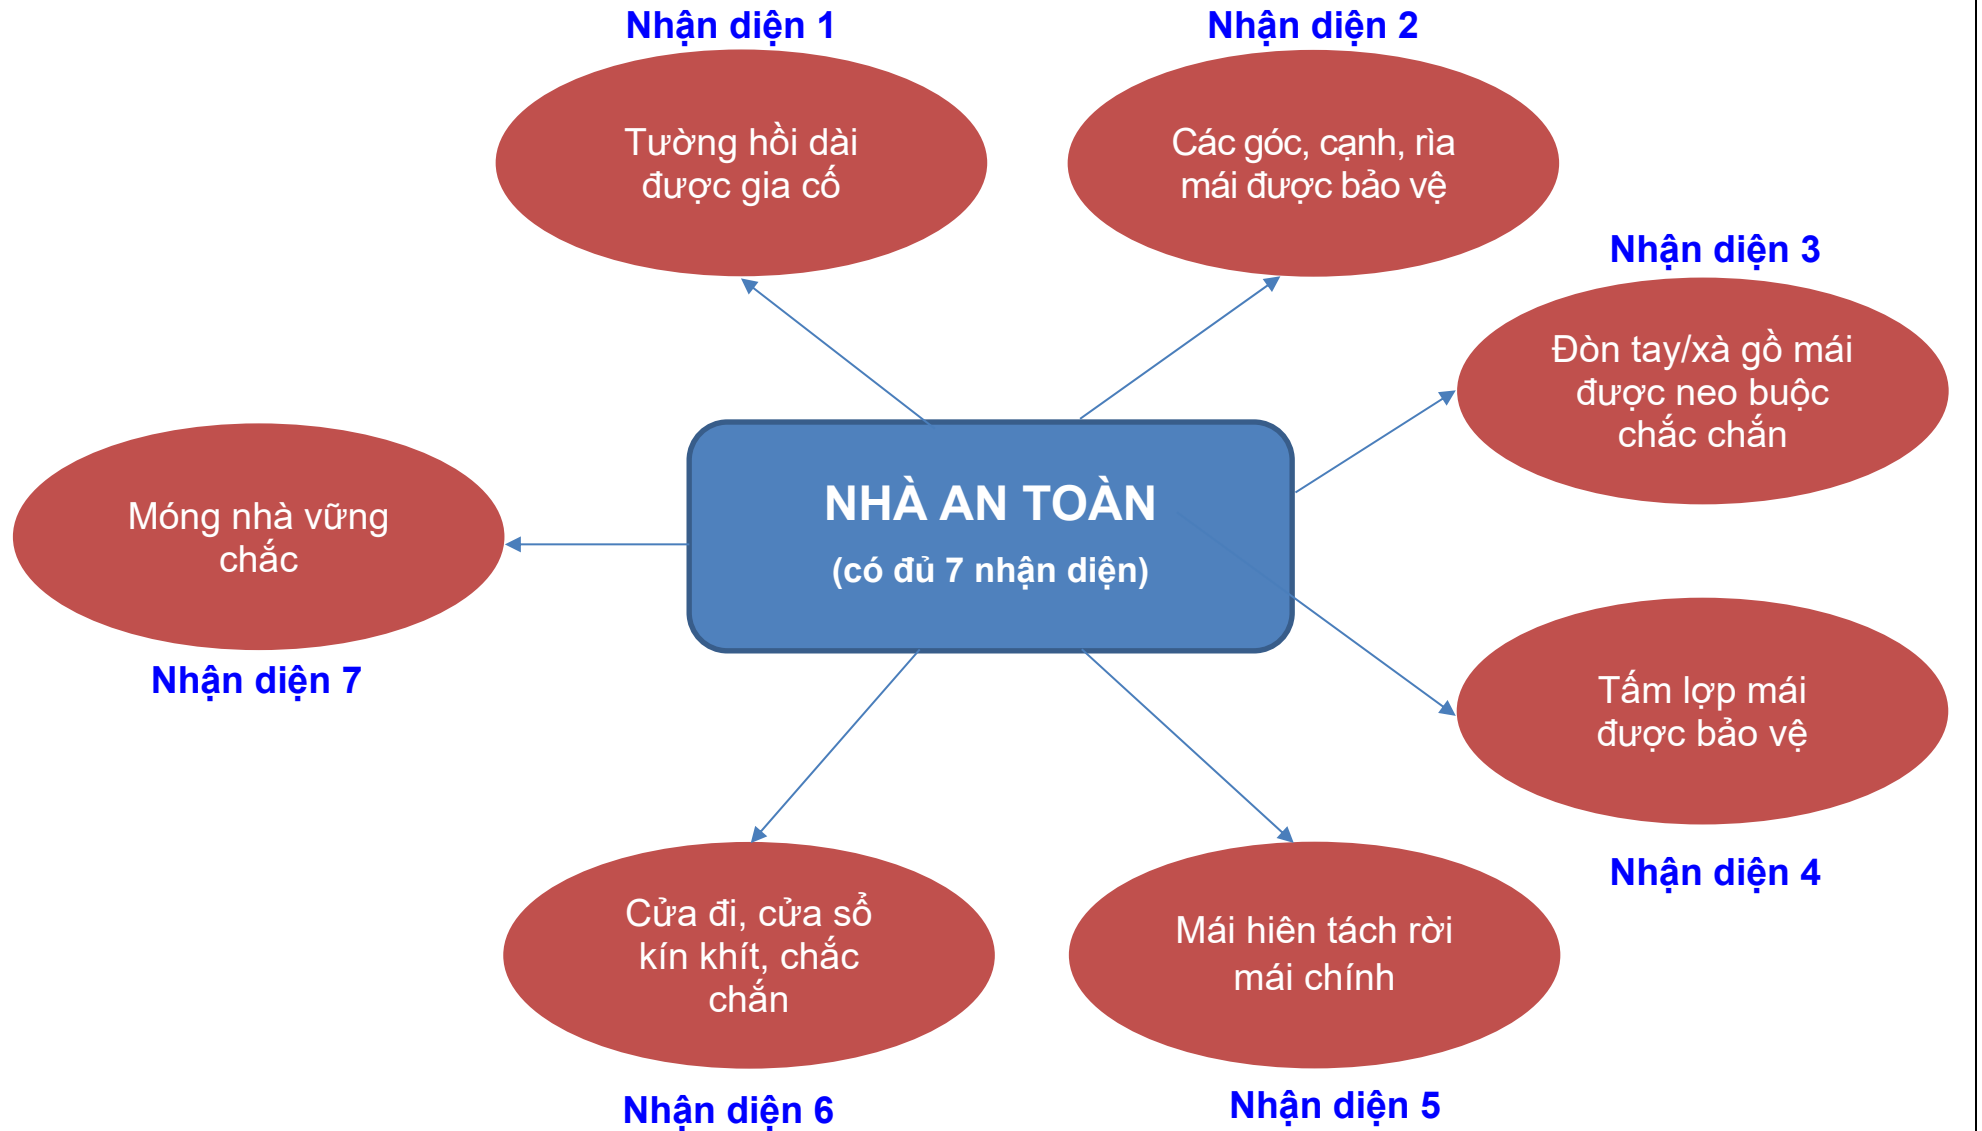 Nhận diện 1
Tường hồi dài
được gia cố
Nhận diện 2
Các góc, cạnh, rìa
mái được bảo vệ
Nhận diện 3
Đòn tay/xà gồ mái
được neo buộc
chắc chắn
NHÀ AN TOÀN
(có đủ 7 nhận diện)
Móng nhà vững
chắc
Nhận diện 7
Tấm lợp mái
được bảo vệ
Nhận diện 4
Cửa đi, cửa sổ
kín khít, chắc
chắn
Nhận diện 6
Mái hiên tách rời
mái chính
Nhận diện 5